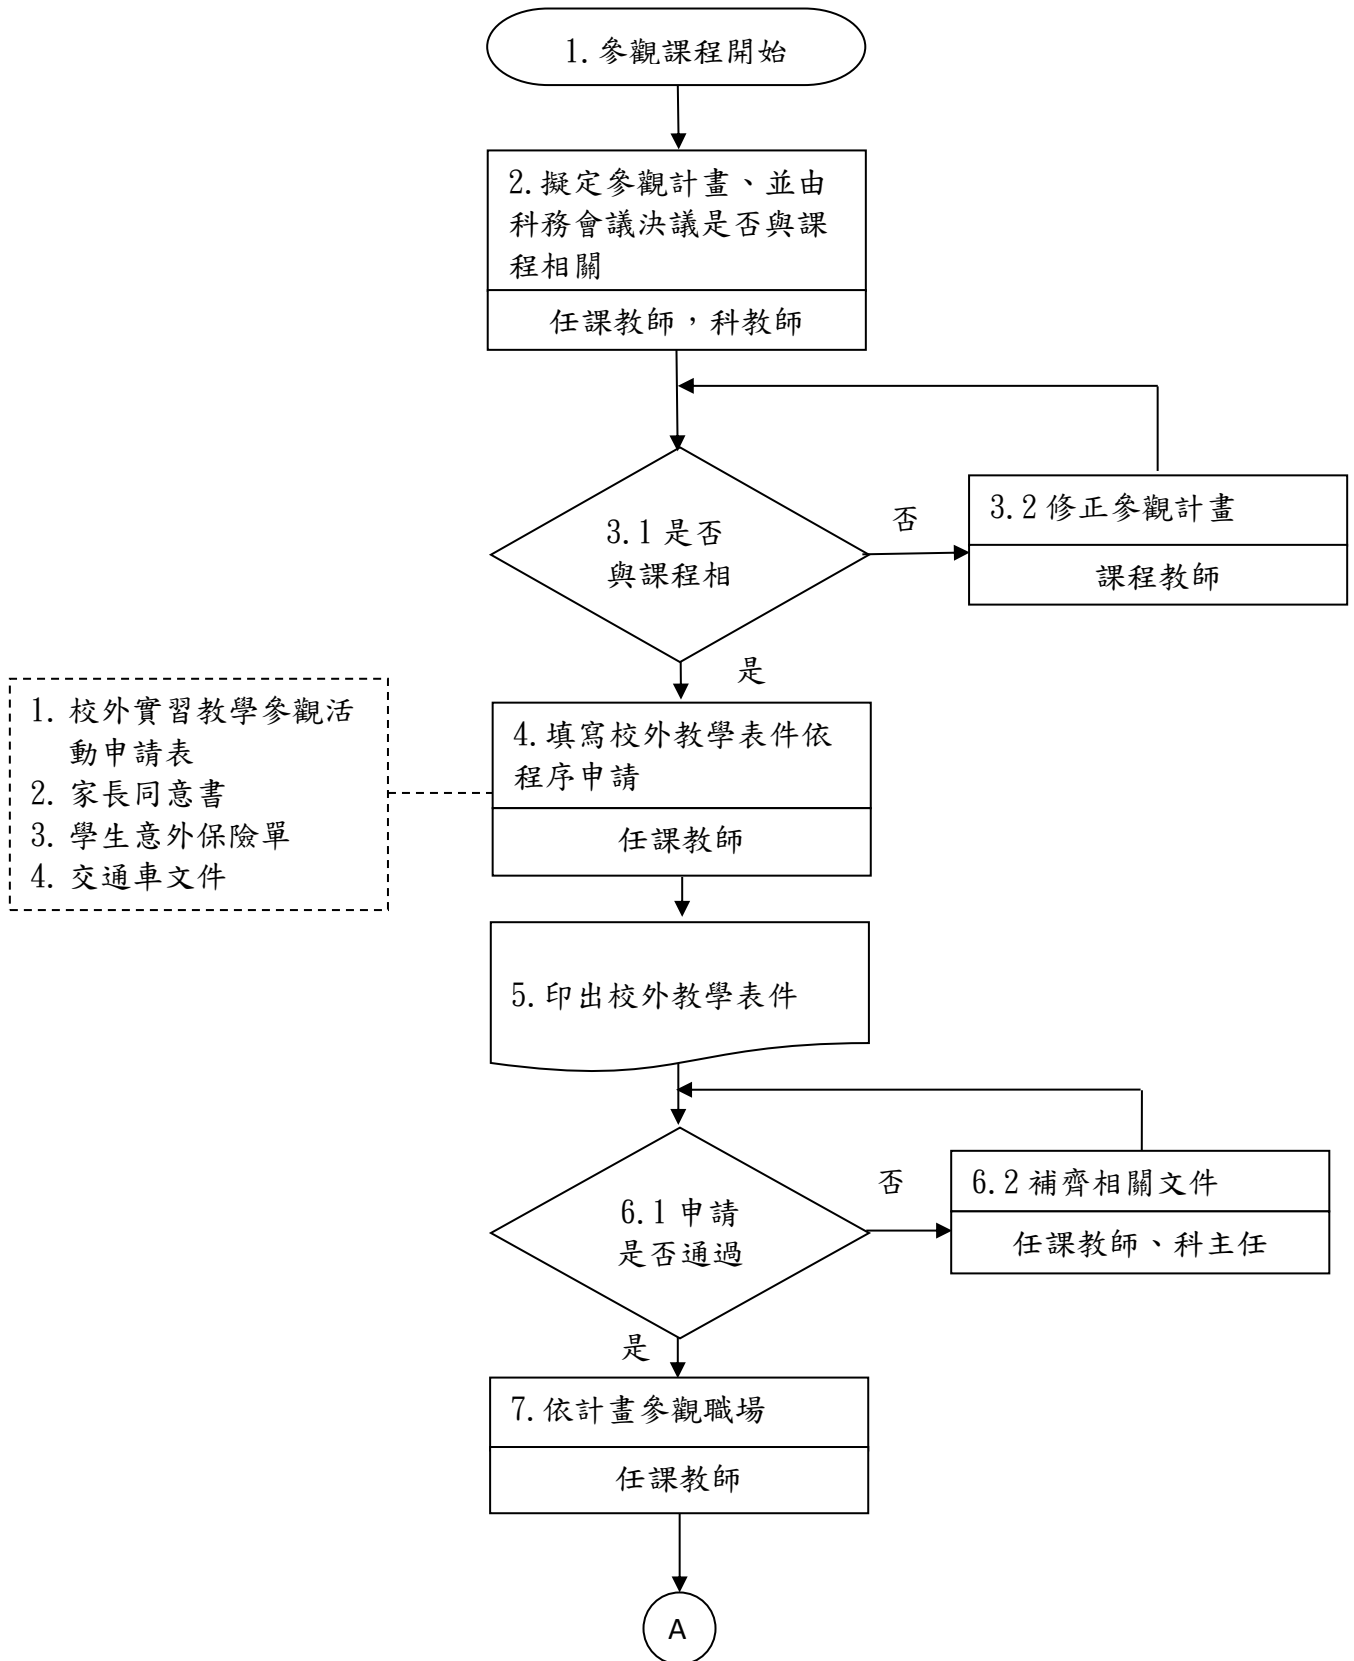 1.參觀課程開始
2.擬定參觀計畫、並由
科務會議決議是否與課
程相關
任課教師，科教師
3.1是否
與課程相
否
3.2修正參觀計畫
課程教師
是
1. 校外實習教學參觀活
動申請表
2. 家長同意書
3. 學生意外保險單
4. 交通車文件
4.填寫校外教學表件依
程序申請
任課教師
5.印出校外教學表件
6.1申請
是否通過
否
6.2補齊相關文件
任課教師、科主任
是
7.依計畫參觀職場
任課教師
A